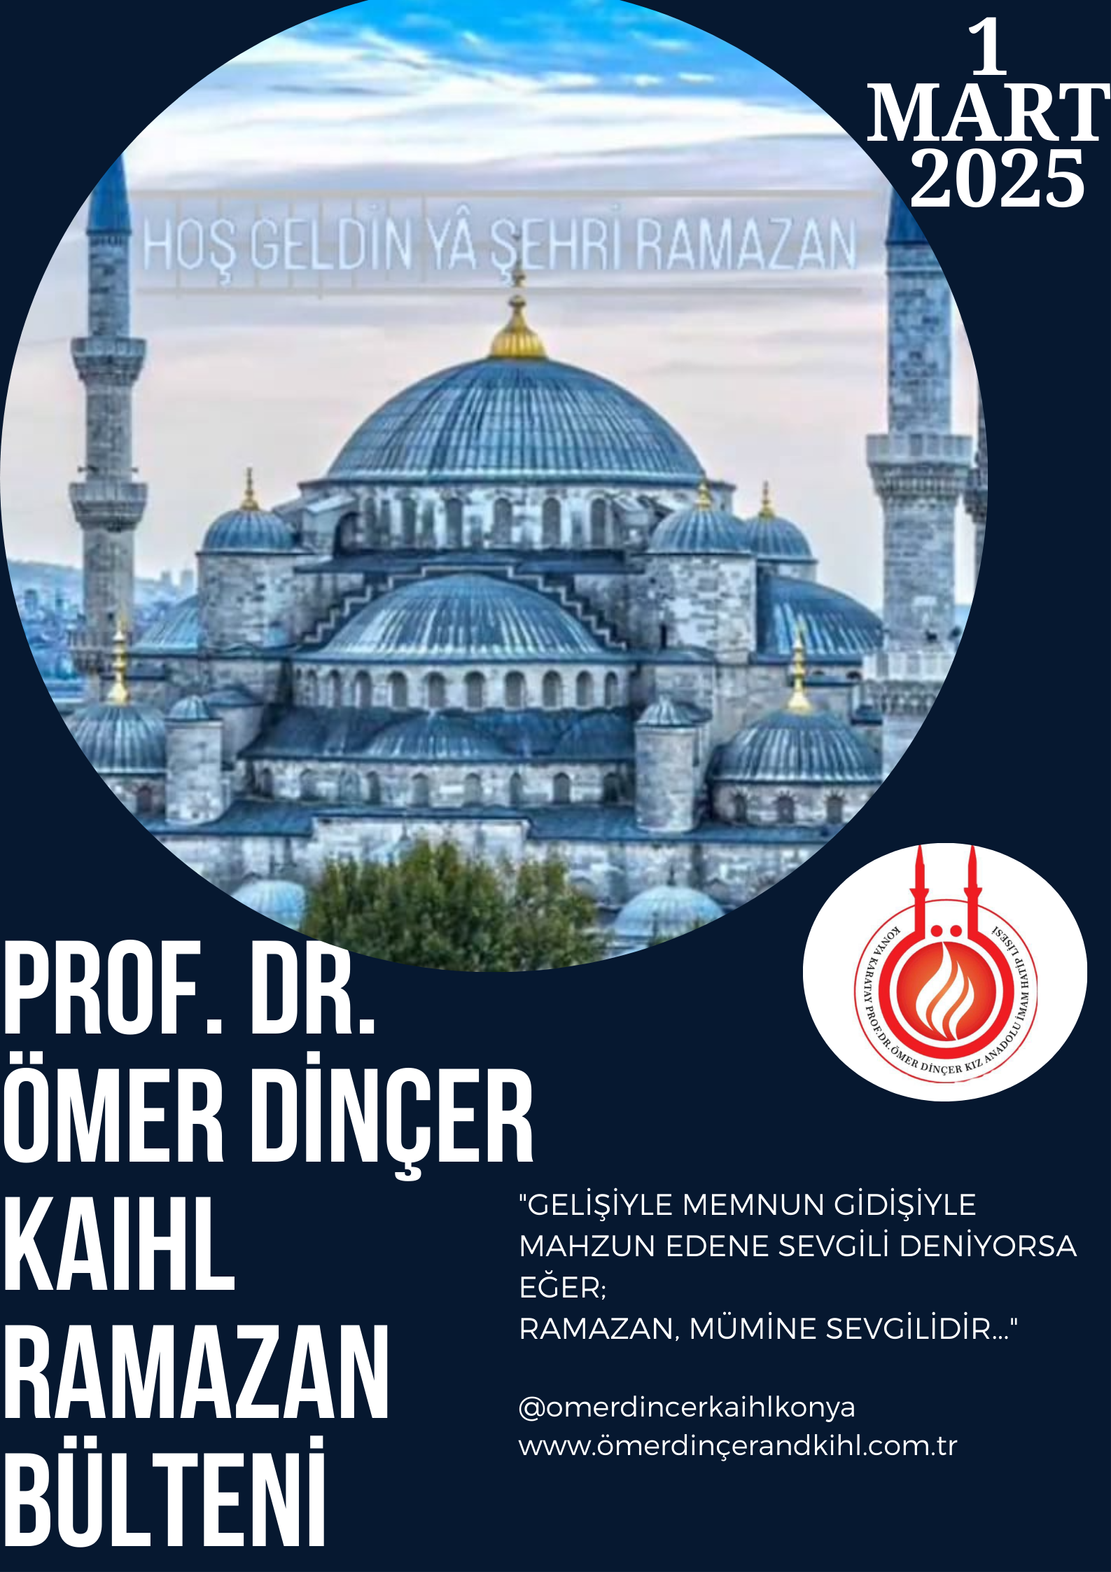 1
MART
2025
HOŞ GELDİN YÂ ŞEHRİ RAMAZAN
KONYA KARATAY PROF.DR.ÖMER DİNÇER KIZ ANADOLU İMAM HATİP LİSESİ
PROF. DR.
ÖMER DİNÇER
KAIHL
RAMAZAN
BÜLTENİ
"GELİŞİYLE MEMNUN GİDİŞİYLE
MAHZUN EDENE SEVGİLİ DENİYORSA
EĞER;
RAMAZAN, MÜMİNE SEVGİLİDİR..."
@omerdincerkaihlkonya
www.ömerdinçerandkihl.com.tr